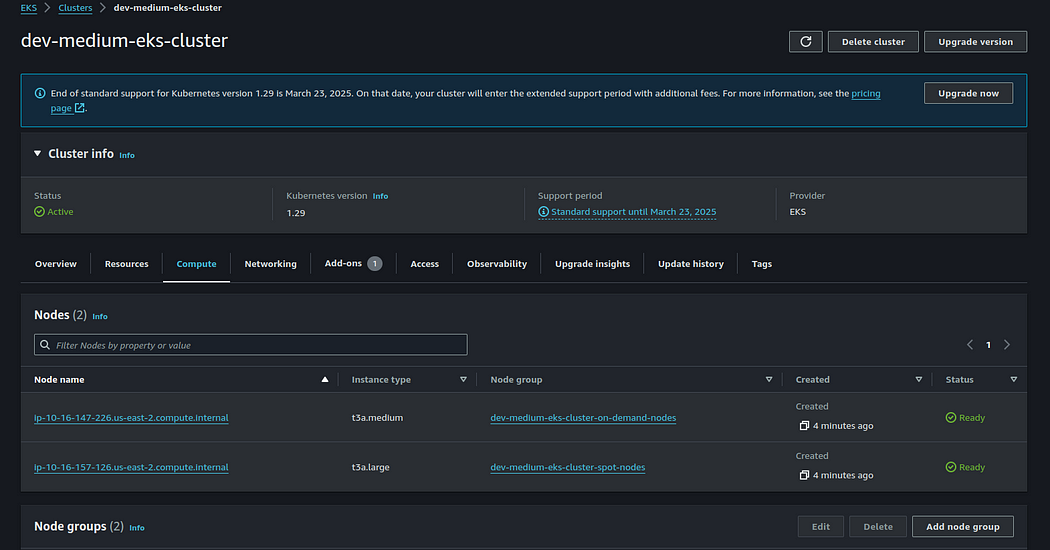 EKS > Clusters > dev-medium-eks-cluster
dev-medium-eks-cluster
Delete cluster
Upgrade version
End of standard support for Kubernetes version 1.29 is March 23, 2025. On that date, your cluster will enter the extended support period with additional fees. For more information, see the pricing
page.
Upgrade now
Cluster info Info
Status
Active
Kubernetes version Info
1.29
Support period
Standard support until March 23, 2025
Provider
EKS
Overview Resources Compute Networking Add-ons 1 Access Observability Upgrade insights Update history Tags
Nodes (2) Info
Filter Nodes by property or value
1
Node name Instance type Node group Created Status
ip-10-16-147-226.us-east-2.compute.internal t3a.medium dev-medium-eks-cluster-on-demand-nodes
Created
4 minutes ago
Ready
ip-10-16-157-126.us-east-2.compute.internal t3a.large dev-medium-eks-cluster-spot-nodes
Created
4 minutes ago
Ready
Node groups (2) Info
Edit Delete Add node group